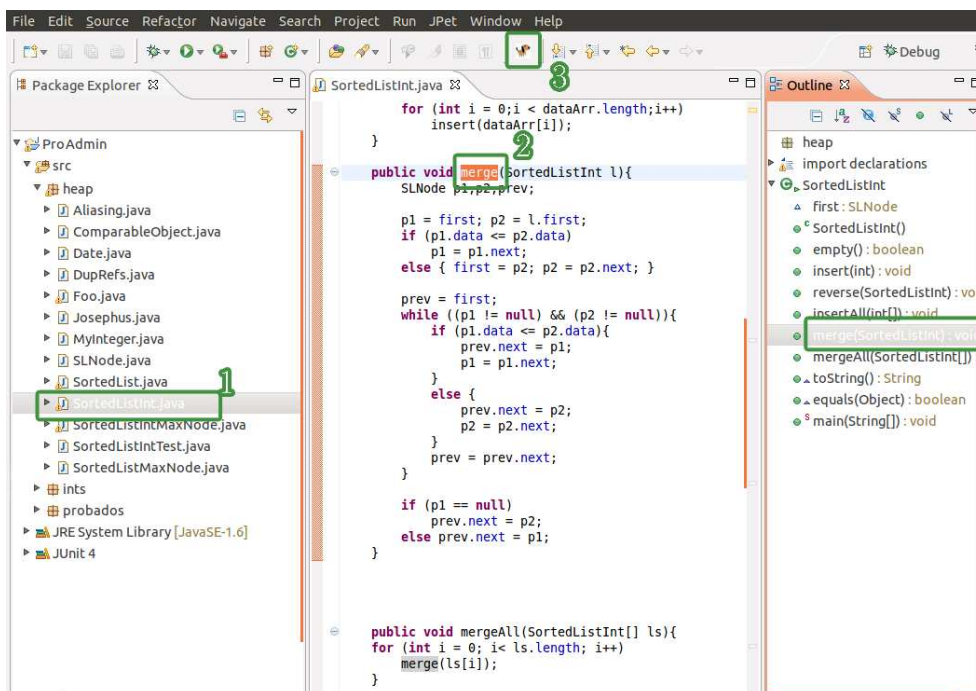 File Edit Source Refactor Navigate Search Project Run JPet Window Help
Debug
3
Package Explorer
ProAdmin
src
heap
Aliasing.java
ComparableObject.java
Date.java
DupRefs.java
Foo.java
Josephus.java
MyInteger.java
SLNode.java
SortedList.java
1
SortedListInt.java
SortedListIntMaxNode.java
SortedListIntTest.java
SortedListMaxNode.java
ints
probados
JRE System Library [JavaSE-1.6]
JUnit 4
SortedListInt.java
for (int i = 0;i < dataArr.length;i++)
insert(dataArr[i]);
}
2
public void merge(SortedListInt l){
SLNode p1,p2,prev;
p1 = first; p2 = l.first;
if (p1.data <= p2.data)
p1 = p1.next;
else { first = p2; p2 = p2.next; }
prev = first;
while ((p1 != null) && (p2 != null)){
if (p1.data <= p2.data){
prev.next = p1;
p1 = p1.next;
}
else {
prev.next = p2;
p2 = p2.next;
}
prev = prev.next;
}
if (p1 == null)
prev.next = p2;
else prev.next = p1;
}
public void mergeAll(SortedListInt[] ls){
for (int i = 0; i< ls.length; i++)
merge(ls[i]);
}
Outline
heap
import declarations
SortedListInt
first : SLNode
SortedListInt()
empty() : boolean
insert(int) : void
reverse(SortedListInt) : vo
insertAll(int[]) : void
merge(SortedListInt) : void
mergeAll(SortedListInt[])
toString() : String
equals(Object) : boolean
main(String[]) : void